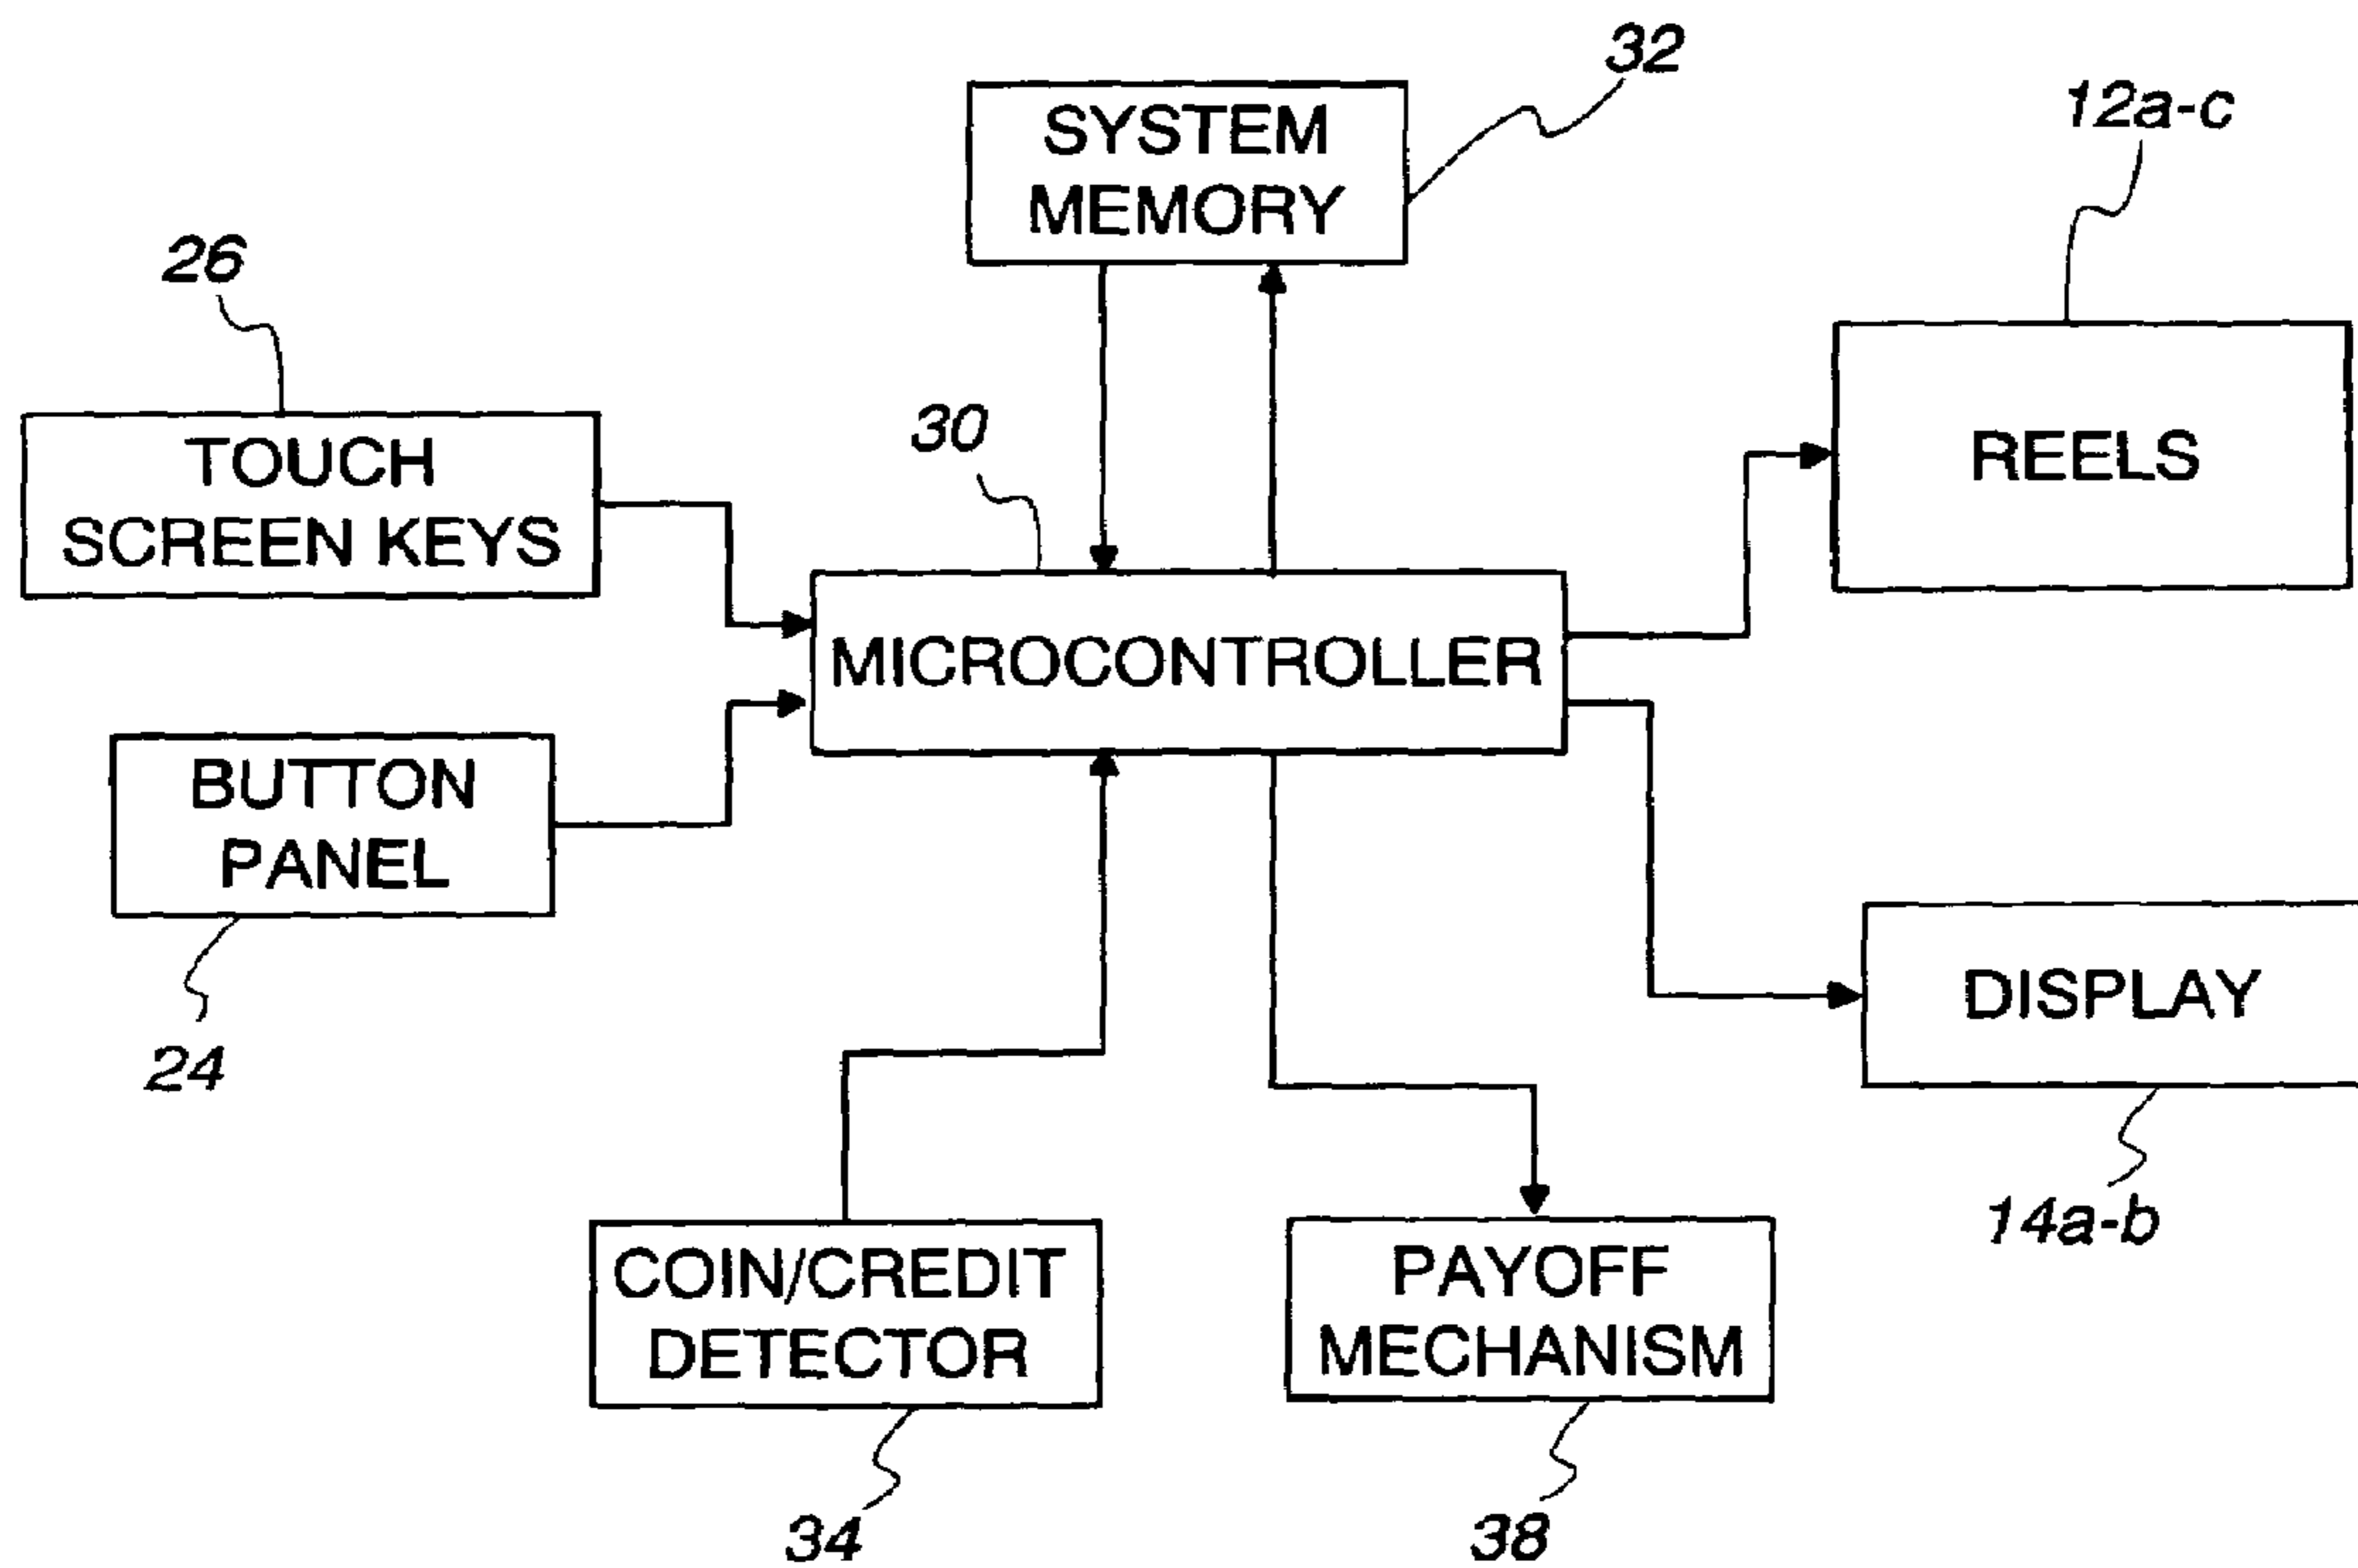 32
SYSTEM
MEMORY
12a-c
26
TOUCH
SCREEN KEYS
30
REELS
MICROCONTROLLER
BUTTON
PANEL
24
DISPLAY
14a-b
COIN/CREDIT
DETECTOR
34
PAYOFF
MECHANISM
38